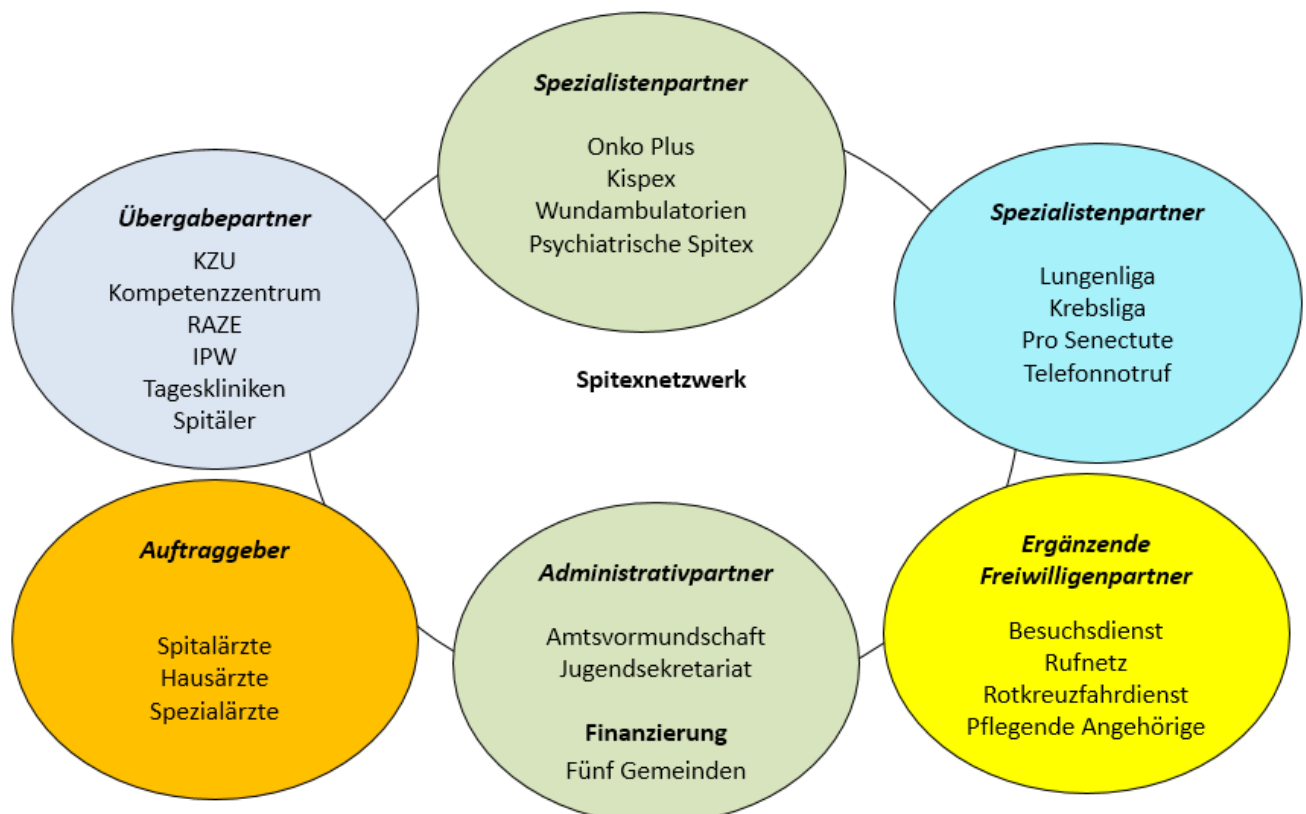 Spezialistenpartner
Onko Plus
Kispex
Wundambulatorien
Psychiatrische Spitex
Übergabepartner
KZU
Kompetenzzentrum
RAZE
IPW
Tageskliniken
Spitäler
Spezialistenpartner
Lungenliga
Krebsliga
Pro Senectute
Telefonnotruf
Spitexnetzwerk
Auftraggeber
Spitalärzte
Hausärzte
Spezialärzte
Administrativpartner
Amtsvormundschaft
Jugendsekretariat
Finanzierung
Fünf Gemeinden
Ergänzende
Freiwilligenpartner
Besuchsdienst
Rufnetz
Rotkreuzfahrdienst
Pflegende Angehörige